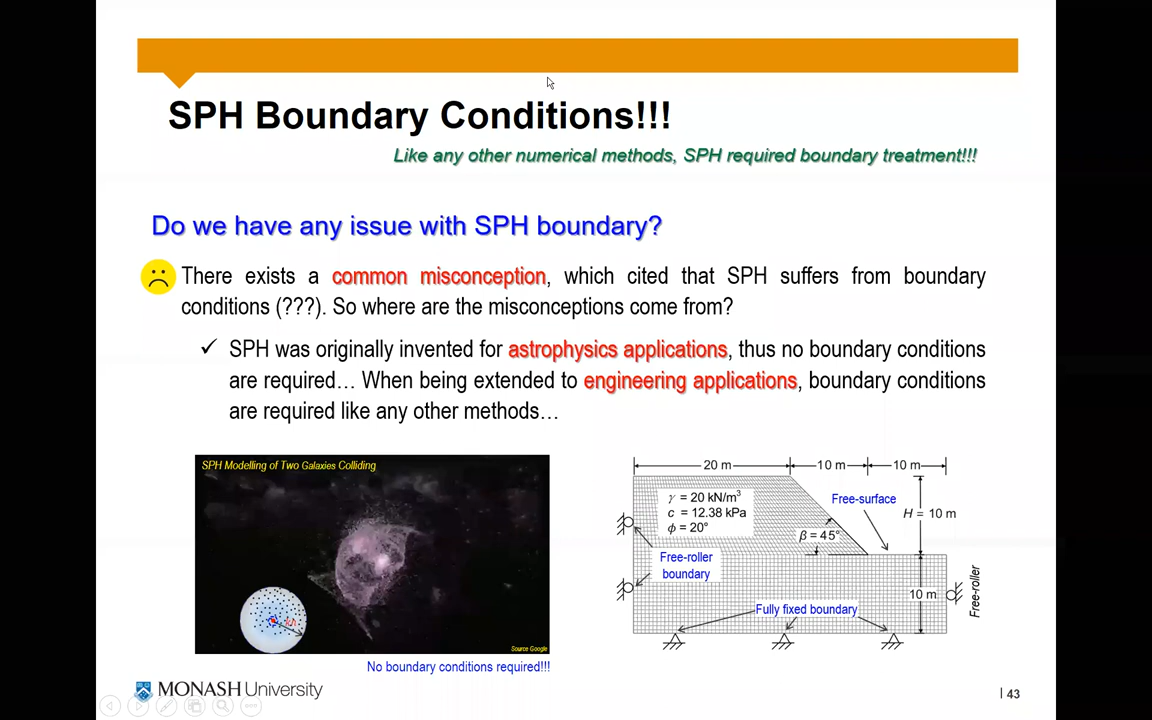 SPH Boundary Conditions!!!
Like any other numerical methods, SPH required boundary treatment!!!
Do we have any issue with SPH boundary?
There exists a common misconception, which cited that SPH suffers from boundary
conditions (???). So where are the misconceptions come from?
✓ SPH was originally invented for astrophysics applications, thus no boundary conditions
are required… When being extended to engineering applications, boundary conditions
are required like any other methods…
SPH Modelling of Two Galaxies Colliding
kh
Source Google
No boundary conditions required!!!
20 m
10 m
10 m
γ = 20 kN/m³
c = 12.38 kPa
ϕ = 20°
Free-surface
H = 10 m
β = 45°
Free-roller
boundary
10 m
Free-roller
Fully fixed boundary
MONASH University
43